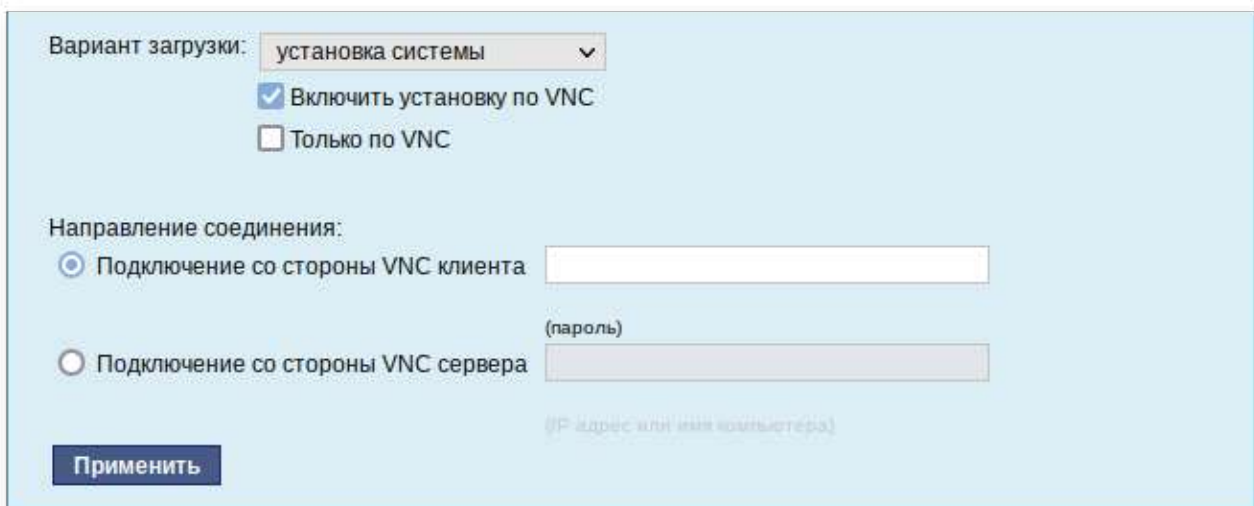 Вариант загрузки: установка системы
Включить установку по VNC
Только по VNC
Направление соединения:
Подключение со стороны VNC клиента
(пароль)
Подключение со стороны VNC сервера
(IP адрес или имя компьютера)
Применить